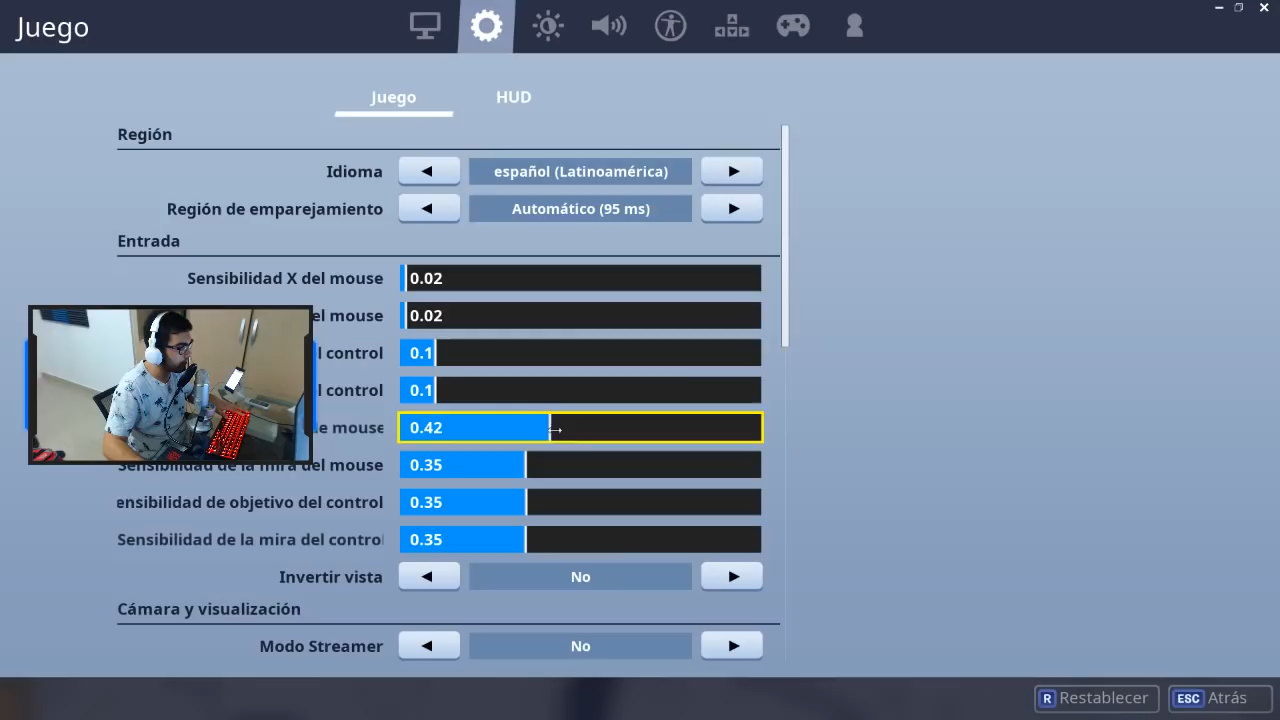 Juego
Juego HUD
Región
Idioma español (Latinoamérica)
Región de emparejamiento Automático (95 ms)
Entrada
Sensibilidad X del mouse 0.02
el mouse 0.02
l control 0.1
l control 0.1
e mouse 0.42
Sensibilidad de la mira del mouse 0.35
ensibilidad de objetivo del control 0.35
Sensibilidad de la mira del control 0.35
Invertir vista No
Cámara y visualización
Modo Streamer No
R Restablecer ESC Atrás